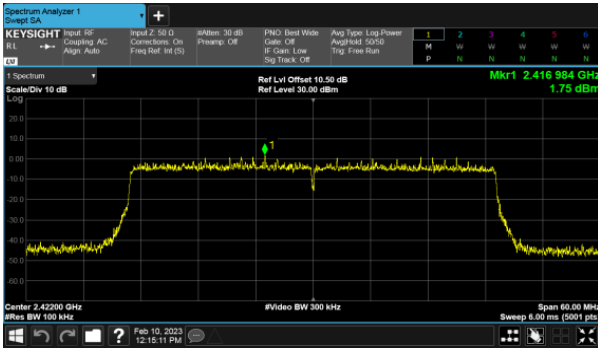 Spectrum Analyzer 1
Swept SA
+
KEYSIGHT
RL
LXI
Input: RF
Coupling: AC
Align: Auto
Input Z: 50 Ω
Corrections: On
Freq Ref: Int (S)
#Atten: 30 dB
Preamp: Off
PNO: Best Wide
Gate: Off
IF Gain: Low
Sig Track: Off
Avg Type: Log-Power
Avg|Hold: 50/50
Trig: Free Run
1 2 3 4 5 6
M W W W W W
P N N N N N
1 Spectrum
Scale/Div 10 dB
Ref Lvl Offset 10.50 dB
Ref Level 30.00 dBm
Mkr1 2.416 984 GHz
1.75 dBm
Log
20.0
10.0
0.00
-10.0
-20.0
-30.0
-40.0
-50.0
-60.0
1
Center 2.42200 GHz
#Res BW 100 kHz
#Video BW 300 kHz
Span 60.00 MHz
Sweep 6.00 ms (5001 pts)
?
Feb 10, 2023
12:15:11 PM